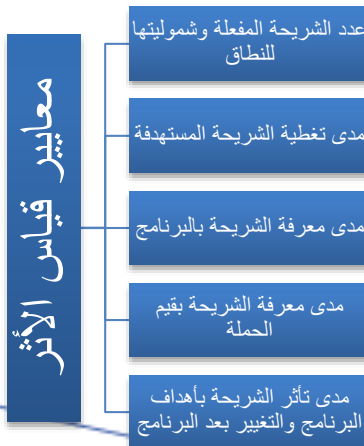 معايير قياس الأثر
عدد الشريحة المفعلة وشموليتها
للنطاق
مدى تغطية الشريحة المستهدفة
مدى معرفة الشريحة بالبرنامج
مدى معرفة الشريحة بقيم
الحملة
مدى تأثر الشريحة بأهداف
البرنامج والتغيير بعد البرنامج